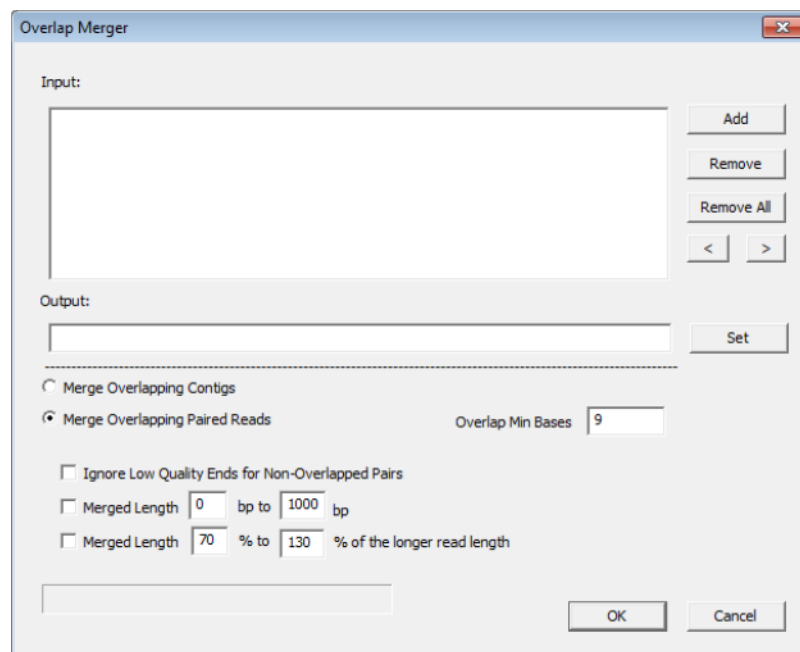 Overlap Merger
Input:
Add
Remove
Remove All
< >
Output:
Set
Merge Overlapping Contigs
Merge Overlapping Paired Reads Overlap Min Bases 9
Ignore Low Quality Ends for Non-Overlapped Pairs
Merged Length 0 bp to 1000 bp
Merged Length 70 % to 130 % of the longer read length
OK Cancel